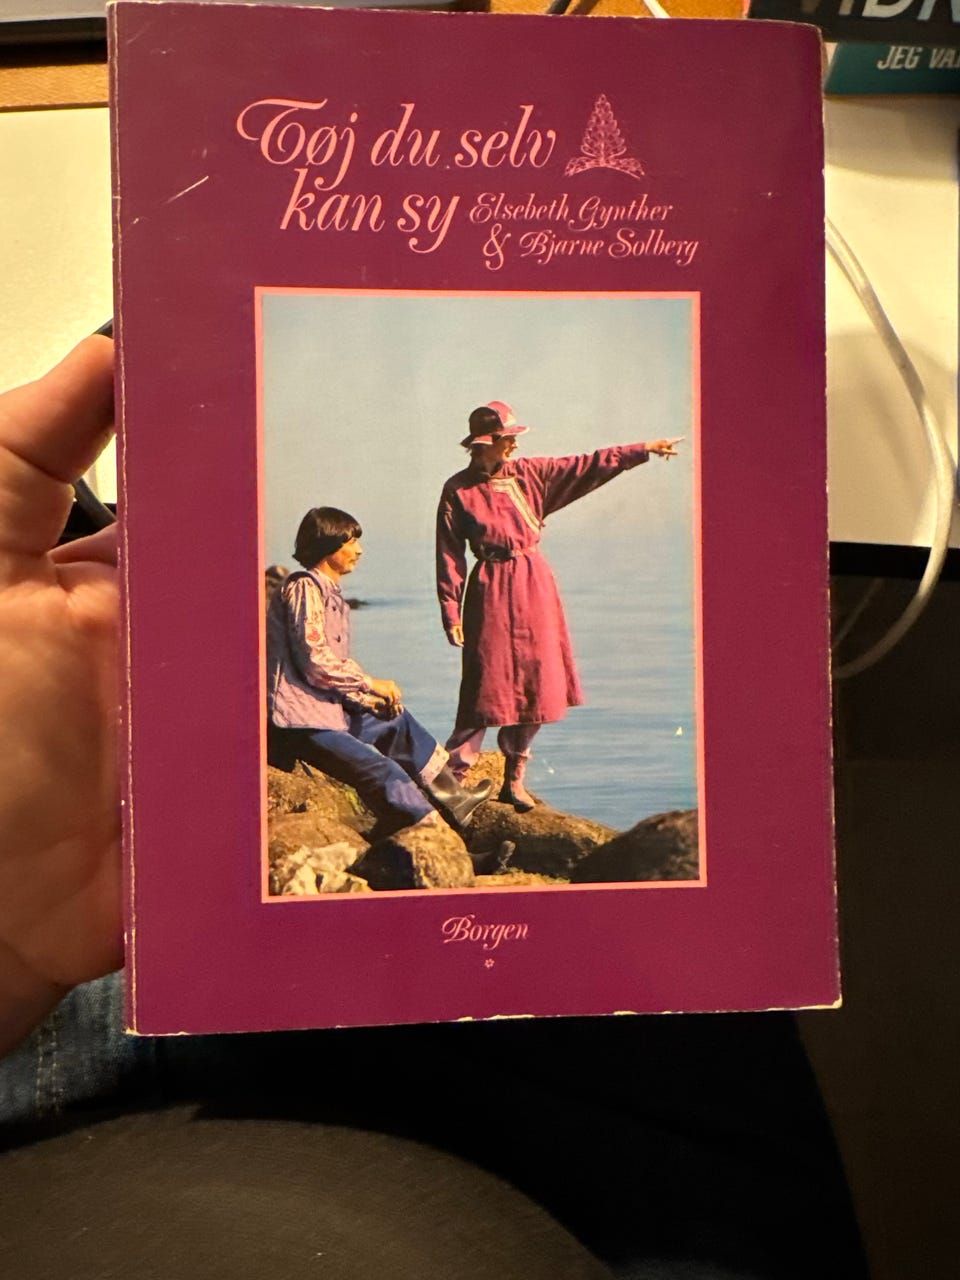 JEG VA
Tøj du selv
kan sy
Elsebeth Gynther
& Bjarne Solberg
Borgen